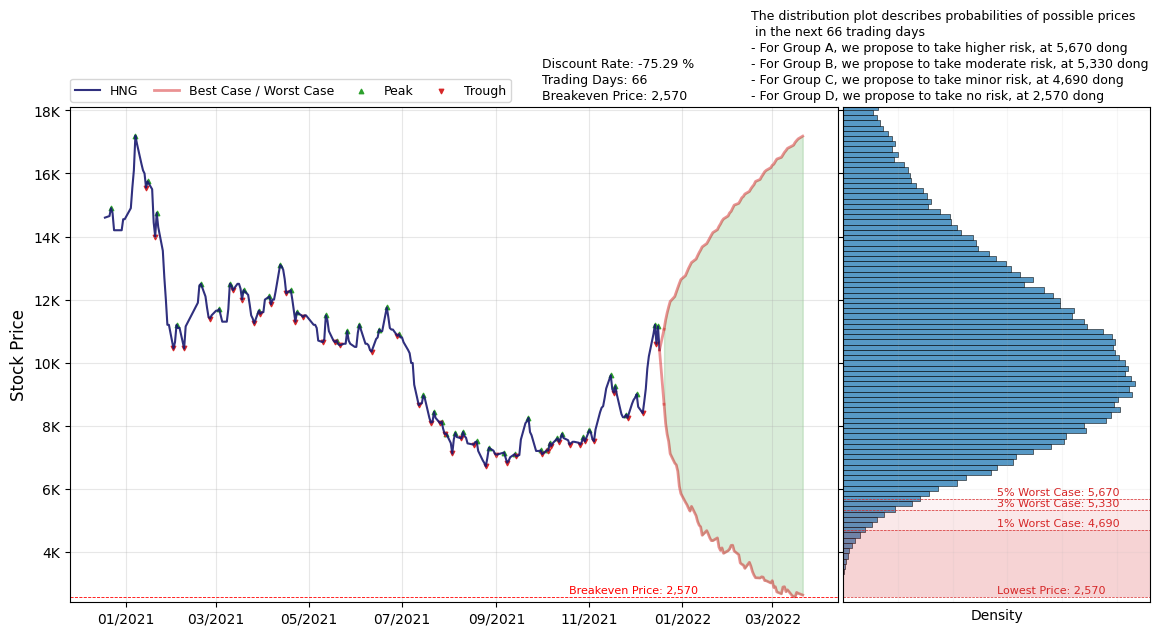 The distribution plot describes probabilities of possible prices
in the next 66 trading days
- For Group A, we propose to take higher risk, at 5,670 dong
- For Group B, we propose to take moderate risk, at 5,330 dong
- For Group C, we propose to take minor risk, at 4,690 dong
- For Group D, we propose to take no risk, at 2,570 dong
Discount Rate: -75.29 %
Trading Days: 66
Breakeven Price: 2,570
HNG
Best Case / Worst Case
Peak
Trough
Stock Price
18K
16K
14K
12K
10K
8K
6K
4K
Breakeven Price: 2,570
01/2021
03/2021
05/2021
07/2021
09/2021
11/2021
01/2022
03/2022
5% Worst Case: 5,670
3% Worst Case: 5,330
1% Worst Case: 4,690
Lowest Price: 2,570
Density